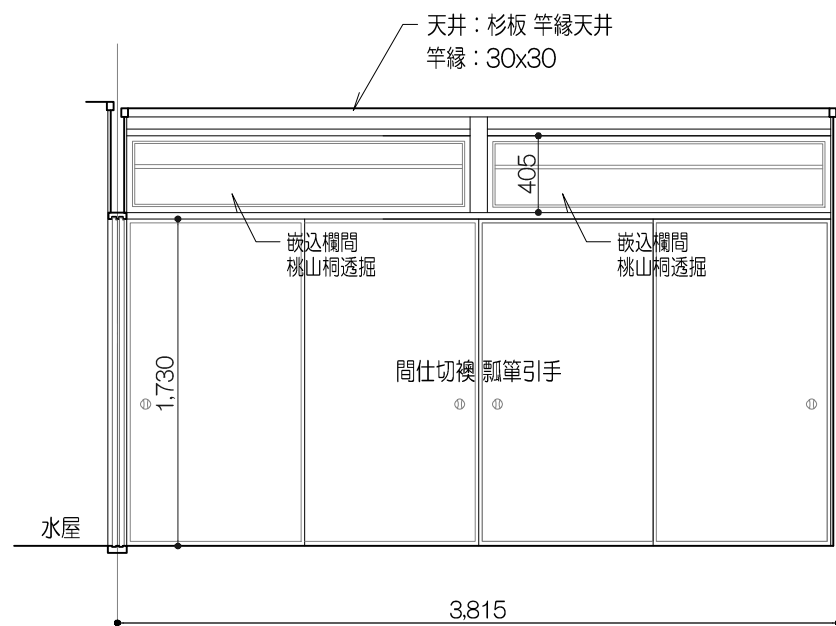 天井：杉板 竿縁天井
竿縁：30x30
405
嵌込欄間
桃山桐透掘
嵌込欄間
桃山桐透掘
1,730
間仕切襖 瓢箪引手
水屋
3,815